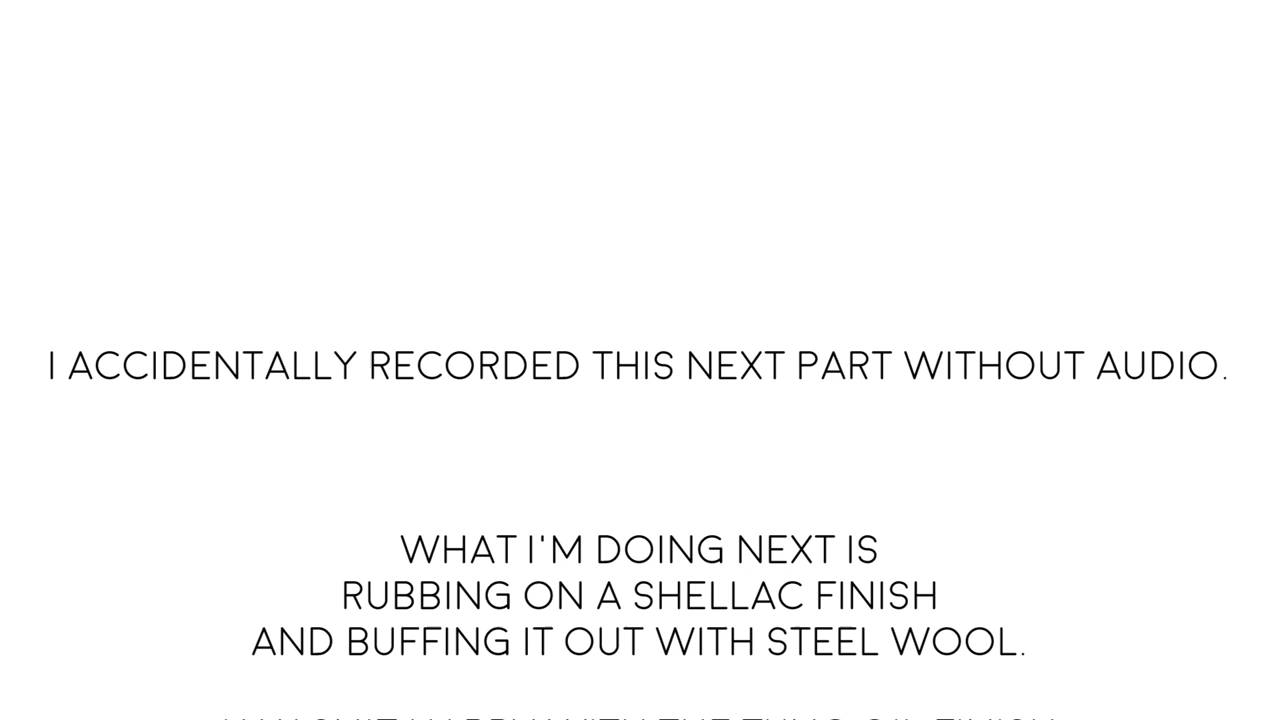 I ACCIDENTALLY RECORDED THIS NEXT PART WITHOUT AUDIO.
WHAT I'M DOING NEXT IS
RUBBING ON A SHELLAC FINISH
AND BUFFING IT OUT WITH STEEL WOOL.